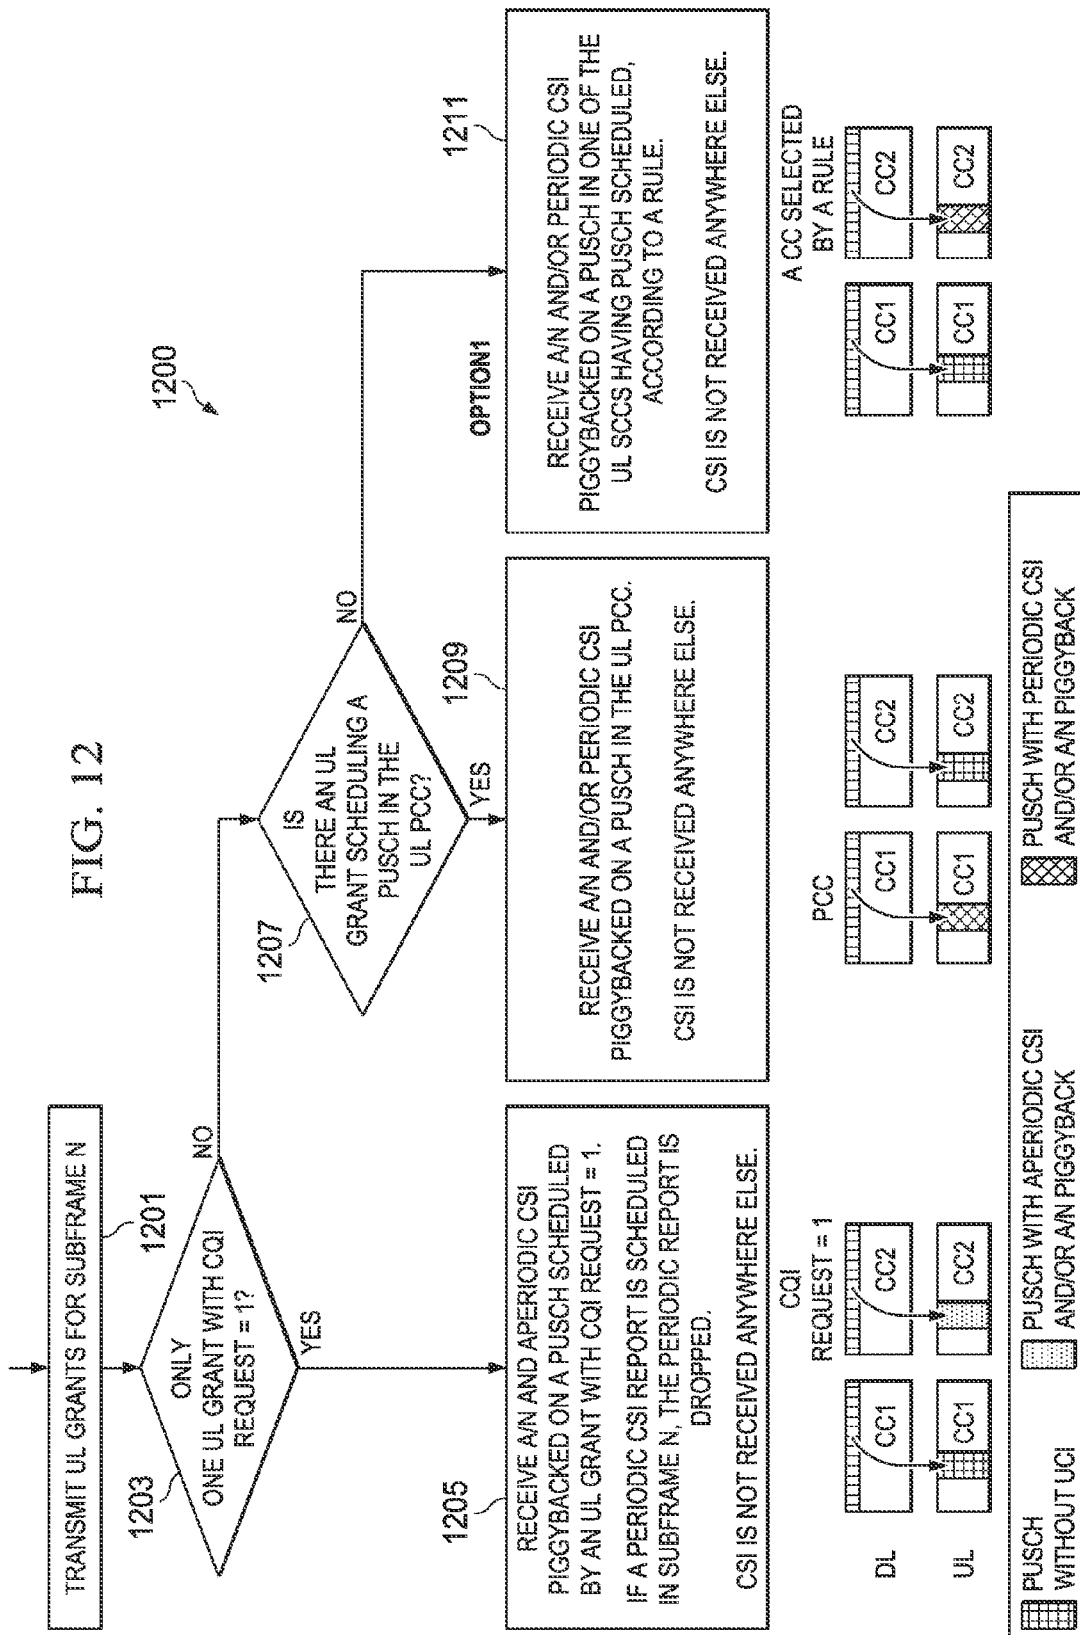 FIG. 12
1200
TRANSMIT UL GRANTS FOR SUBFRAME N
1201
ONLY
ONE UL GRANT WITH CQI
REQUEST = 1?
1203
NO
YES
IS
THERE AN UL
GRANT SCHEDULING A
PUSCH IN THE
UL PCC?
1207
NO
YES
1205
RECEIVE A/N AND APERIODIC CSI
PIGGYBACKED ON A PUSCH SCHEDULED
BY AN UL GRANT WITH CQI REQUEST = 1.
IF A PERIODIC CSI REPORT IS SCHEDULED
IN SUBFRAME N, THE PERIODIC REPORT IS
DROPPED.
CSI IS NOT RECEIVED ANYWHERE ELSE.
1209
RECEIVE A/N AND/OR PERIODIC CSI
PIGGYBACKED ON A PUSCH IN THE UL PCC.
CSI IS NOT RECEIVED ANYWHERE ELSE.
OPTION1
1211
RECEIVE A/N AND/OR PERIODIC CSI
PIGGYBACKED ON A PUSCH IN ONE OF THE
UL SCCS HAVING PUSCH SCHEDULED,
ACCORDING TO A RULE.
CSI IS NOT RECEIVED ANYWHERE ELSE.
CQI
REQUEST = 1
PCC
A CC SELECTED
BY A RULE
DL
CC1
CC2
CC1
CC2
CC1
CC2
UL
CC1
CC2
CC1
CC2
CC1
CC2
PUSCH
WITHOUT UCI
PUSCH WITH APERIODIC CSI
AND/OR A/N PIGGYBACK
PUSCH WITH PERIODIC CSI
AND/OR A/N PIGGYBACK